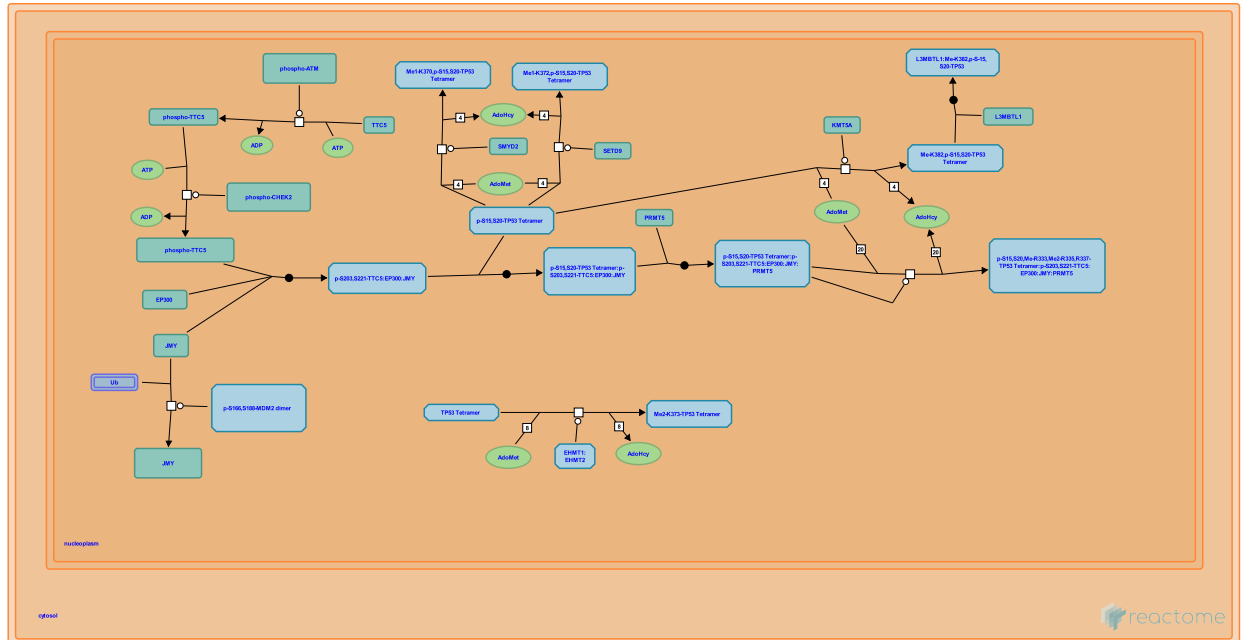 phospho-ATM
phospho-TTC5
TTC5
ADP
ATP
ATP
phospho-CHEK2
ADP
phospho-TTC5
EP300
JMY
Ub
p-S166,S188-MDM2 dimer
JMY
Me1-K370,p-S15,S20-TP53
Tetramer
Me1-K372,p-S15,S20-TP53
Tetramer
4
AdoHcy
4
SMYD2
SETD9
4
AdoMet
4
p-S15,S20-TP53 Tetramer
p-S203,S221-TTC5:EP300:JMY
p-S15,S20-TP53 Tetramer:p-
S203,S221-TTC5:EP300:JMY
PRMT5
p-S15,S20-TP53 Tetramer:p-
S203,S221-TTC5:EP300:JMY:
PRMT5
L3MBTL1:Me-K382,p-S-15,
S20-TP53
L3MBTL1
KMT5A
Me-K382,p-S15,S20-TP53
Tetramer
4
4
AdoMet
AdoHcy
20
20
p-S15,S20,Me-R333,Me2-R335,R337-
TP53 Tetramer:p-S203,S221-TTC5:
EP300:JMY:PRMT5
TP53 Tetramer
Me2-K373-TP53 Tetramer
8
8
AdoMet
EHMT1:
EHMT2
AdoHcy
nucleoplasm
cytosol
reactome